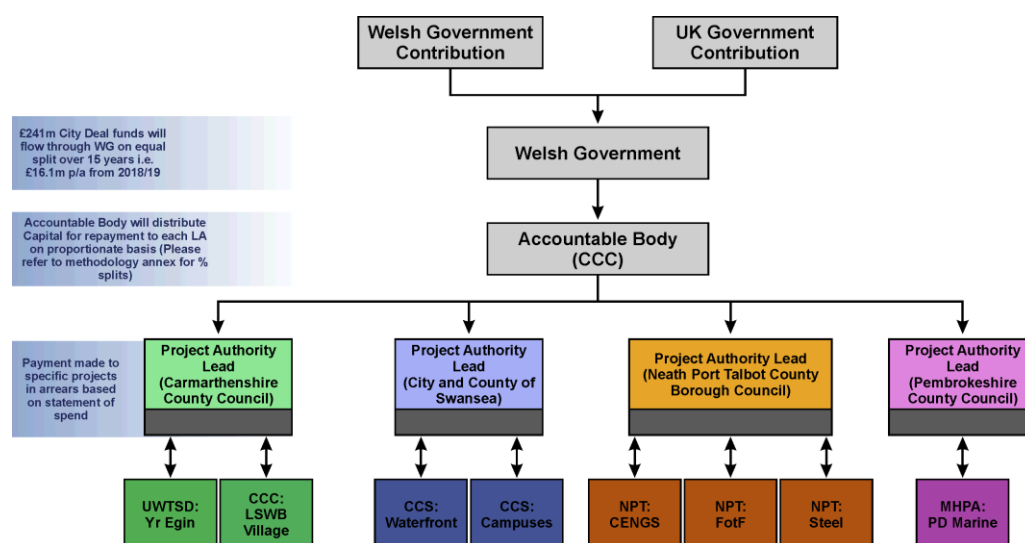 Welsh Government
Contribution
UK Government
Contribution
£241m City Deal funds will
flow through WG on equal
split over 15 years i.e.
£16.1m p/a from 2018/19
Welsh Government
Accountable Body will distribute
Capital for repayment to each LA
on proportionate basis (Please
refer to methodology annex for %
splits)
Accountable Body
(CCC)
Payment made to
specific projects
in arrears based
on statement of
spend
Project Authority
Lead
(Carmarthenshire
County Council)
Project Authority
Lead
(City and County of
Swansea)
Project Authority Lead
(Neath Port Talbot County
Borough Council)
Project Authority
Lead
(Pembrokeshire
County Council)
UWTSD:
Yr Egin
CCC:
LSWB
Village
CCS:
Waterfront
CCS:
Campuses
NPT:
CENGS
NPT:
FotF
NPT:
Steel
MHPA:
PD Marine